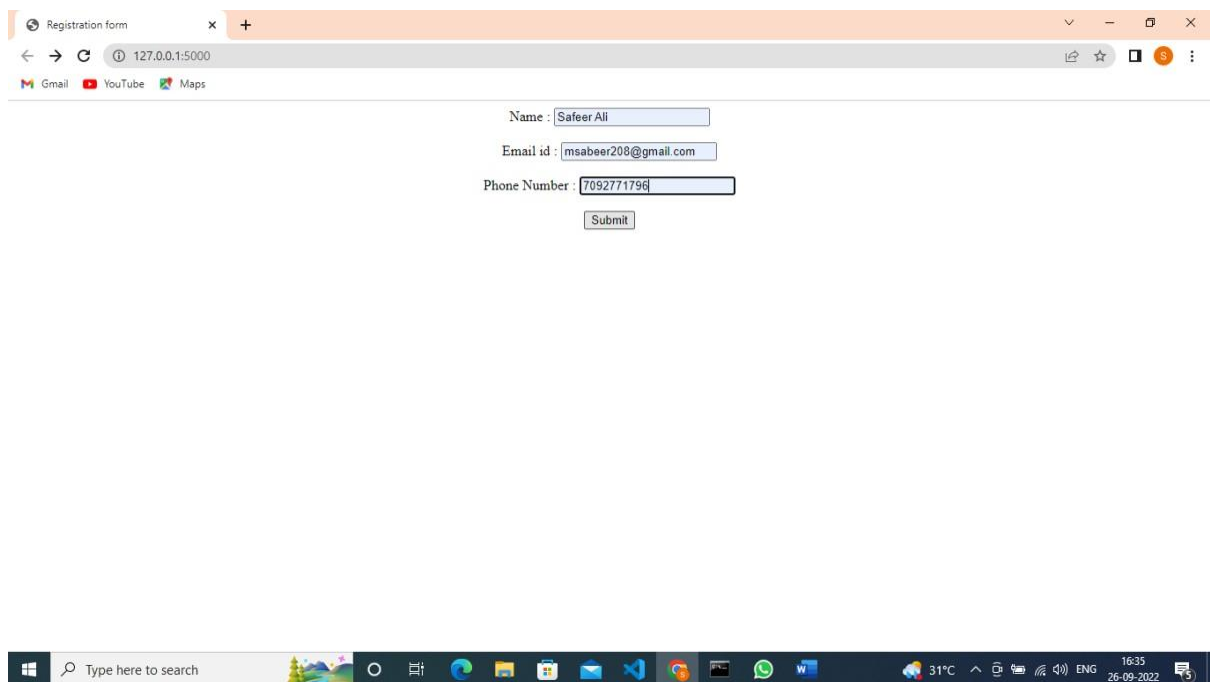 Registration form
127.0.0.1:5000
Gmail YouTube Maps
Name : Safeer Ali
Email id : msabeer208@gmail.com
Phone Number : 7092771796
Submit
Type here to search
31°C ENG 16:35
26-09-2022